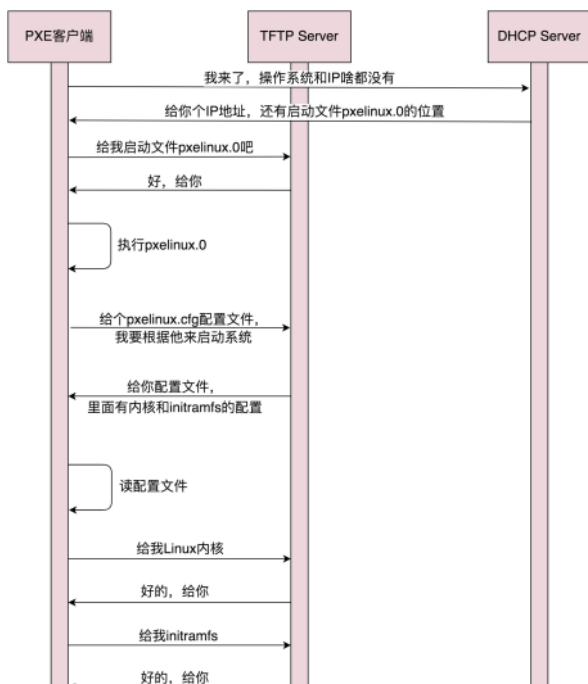 PXE客户端
TFTP Server
DHCP Server
我来了，操作系统和IP啥都没有
给你个IP地址，还有启动文件pxelinux.0的位置
给我启动文件pxelinux.0吧
好，给你
执行pxelinux.0
给个pxelinux.cfg配置文件，
我要根据他来启动系统
给你配置文件，
里面有内核和initramfs的配置
读配置文件
给我Linux内核
好的，给你
给我initramfs
好的，给你